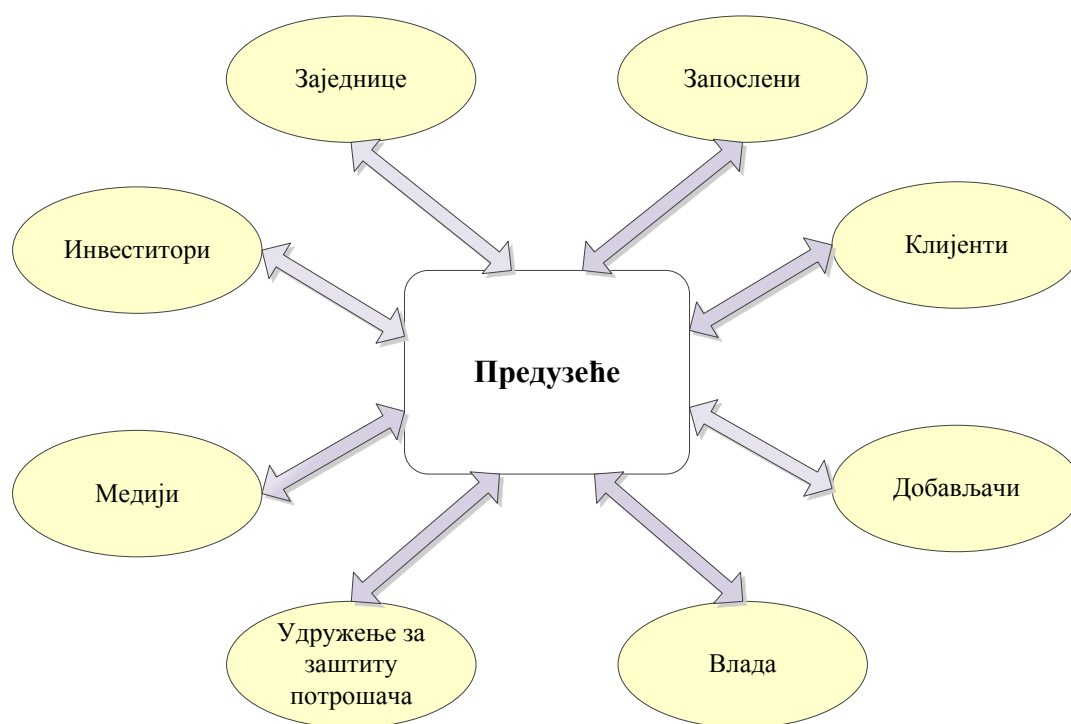 Заједнице
Запослени
Инвеститори
Клијенти
Предузеће
Медији
Добављачи
Удружење за
заштиту
потрошача
Влада